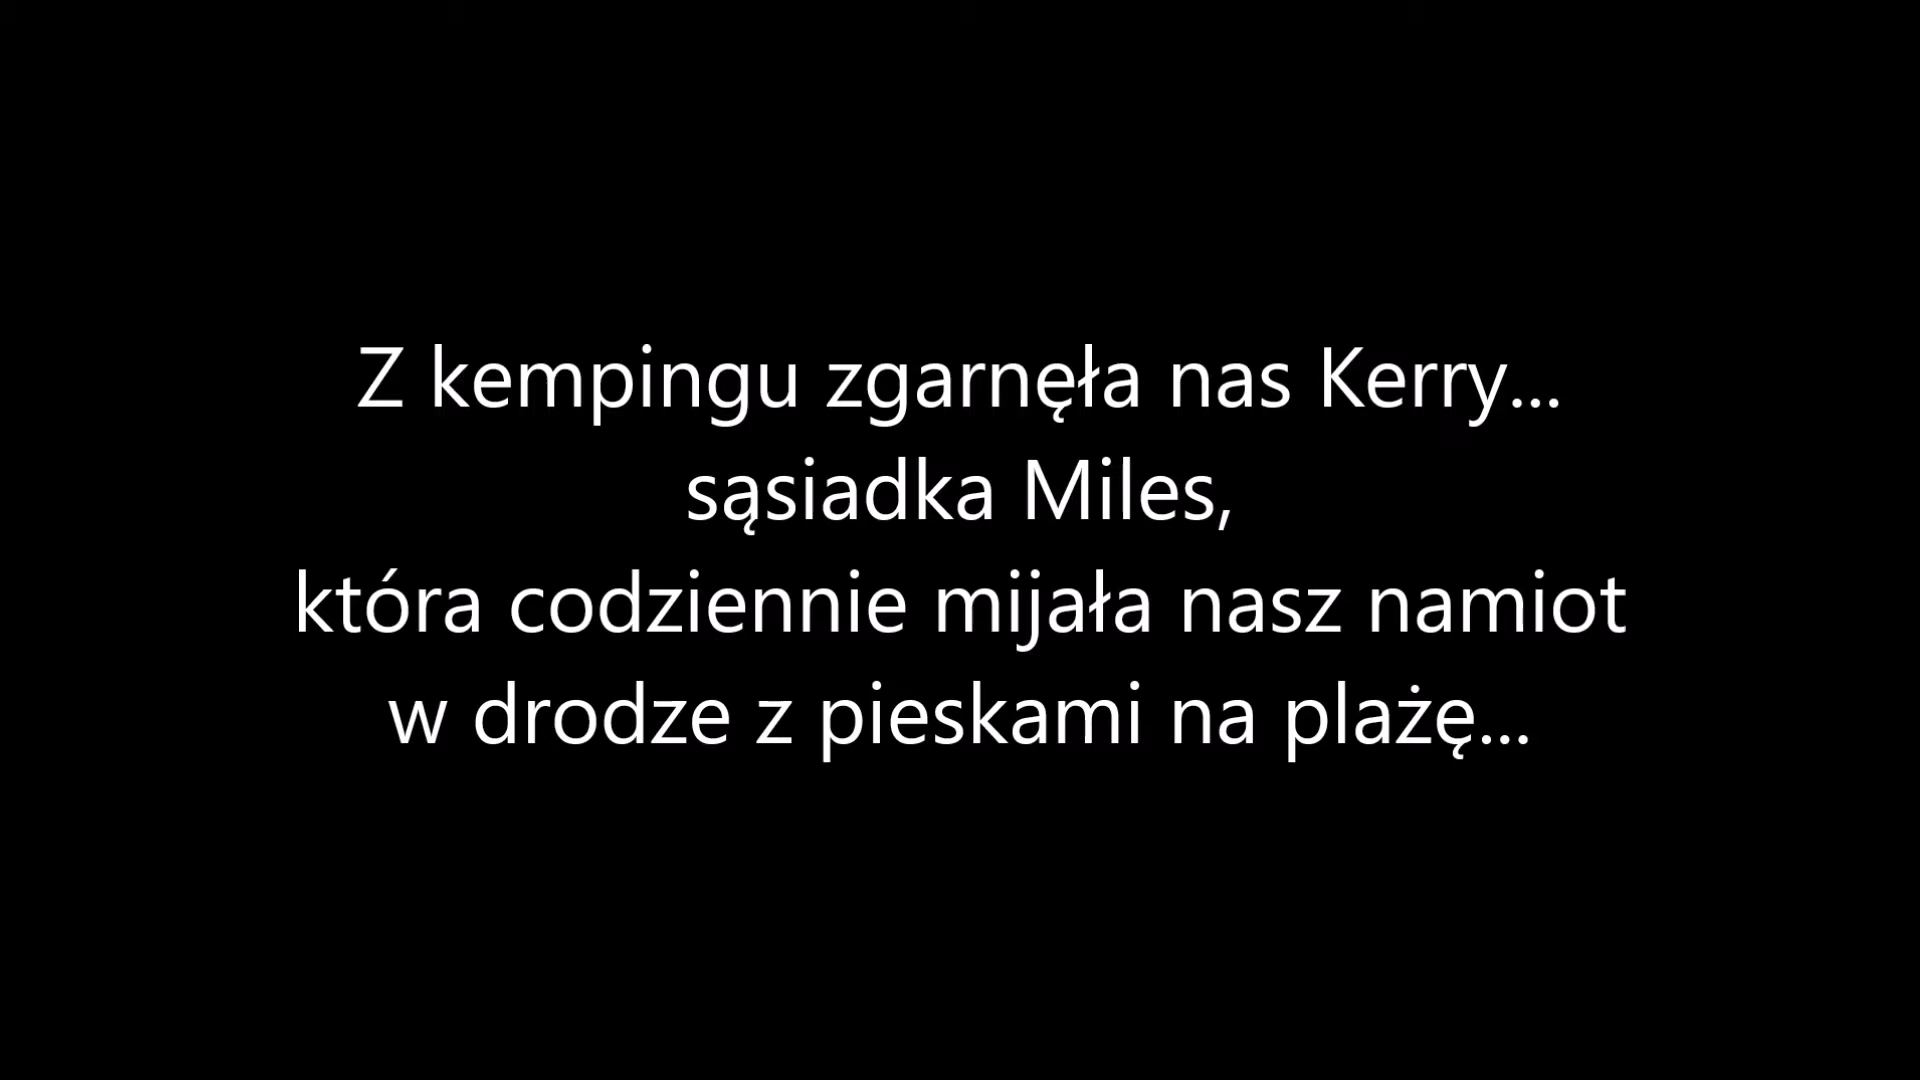 Z kempingu zgarnęła nas Kerry...
sąsiadka Miles,
która codziennie mijała nasz namiot
w drodze z pieskami na plażę...